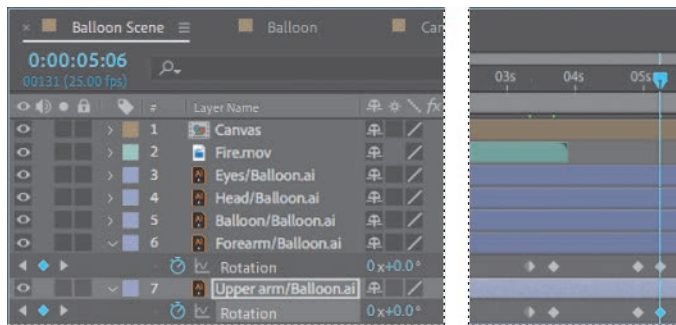 Balloon Scene Balloon Can
0:00:05:06
00131 (25.00 fps)
03s 04s 05s
# Layer Name fx
1 Canvas
2 Fire.mov
3 Eyes/Balloon.ai
4 Head/Balloon.ai
5 Balloon/Balloon.ai
6 Forearm/Balloon.ai
Rotation 0x+0.0°
7 Upper arm/Balloon.ai
Rotation 0x+0.0°